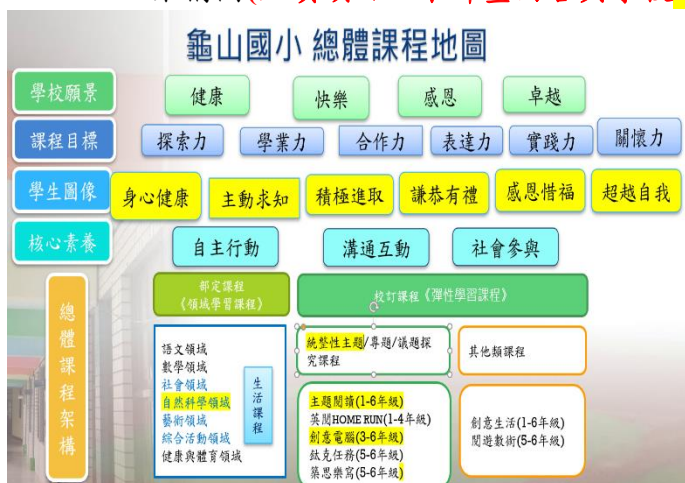 龜山國小 總體課程地圖
學校願景
健康
快樂
感恩
卓越
課程目標
探索力
學業力
合作力
表達力
實踐力
關懷力
學生圖像
身心健康
主動求知
積極進取
謙恭有禮
感恩惜福
超越自我
核心素養
自主行動
溝通互動
社會參與
總體課程架構
部定課程
《領域學習課程》
校訂課程《彈性學習課程》
語文領域
數學領域
社會領域
自然科學領域
藝術領域
綜合活動領域
健康與體育領域
生活課程
統整性主題/專題/議題探
究課程
其他類課程
主題閱讀(1-6年級)
英閱HOME RUN(1-4年級)
創意電腦(3-6年級)
鈦克任務(5-6年級)
築思樂寫(5-6年級)
創意生活(1-6年級)
閱遊數術(5-6年級)